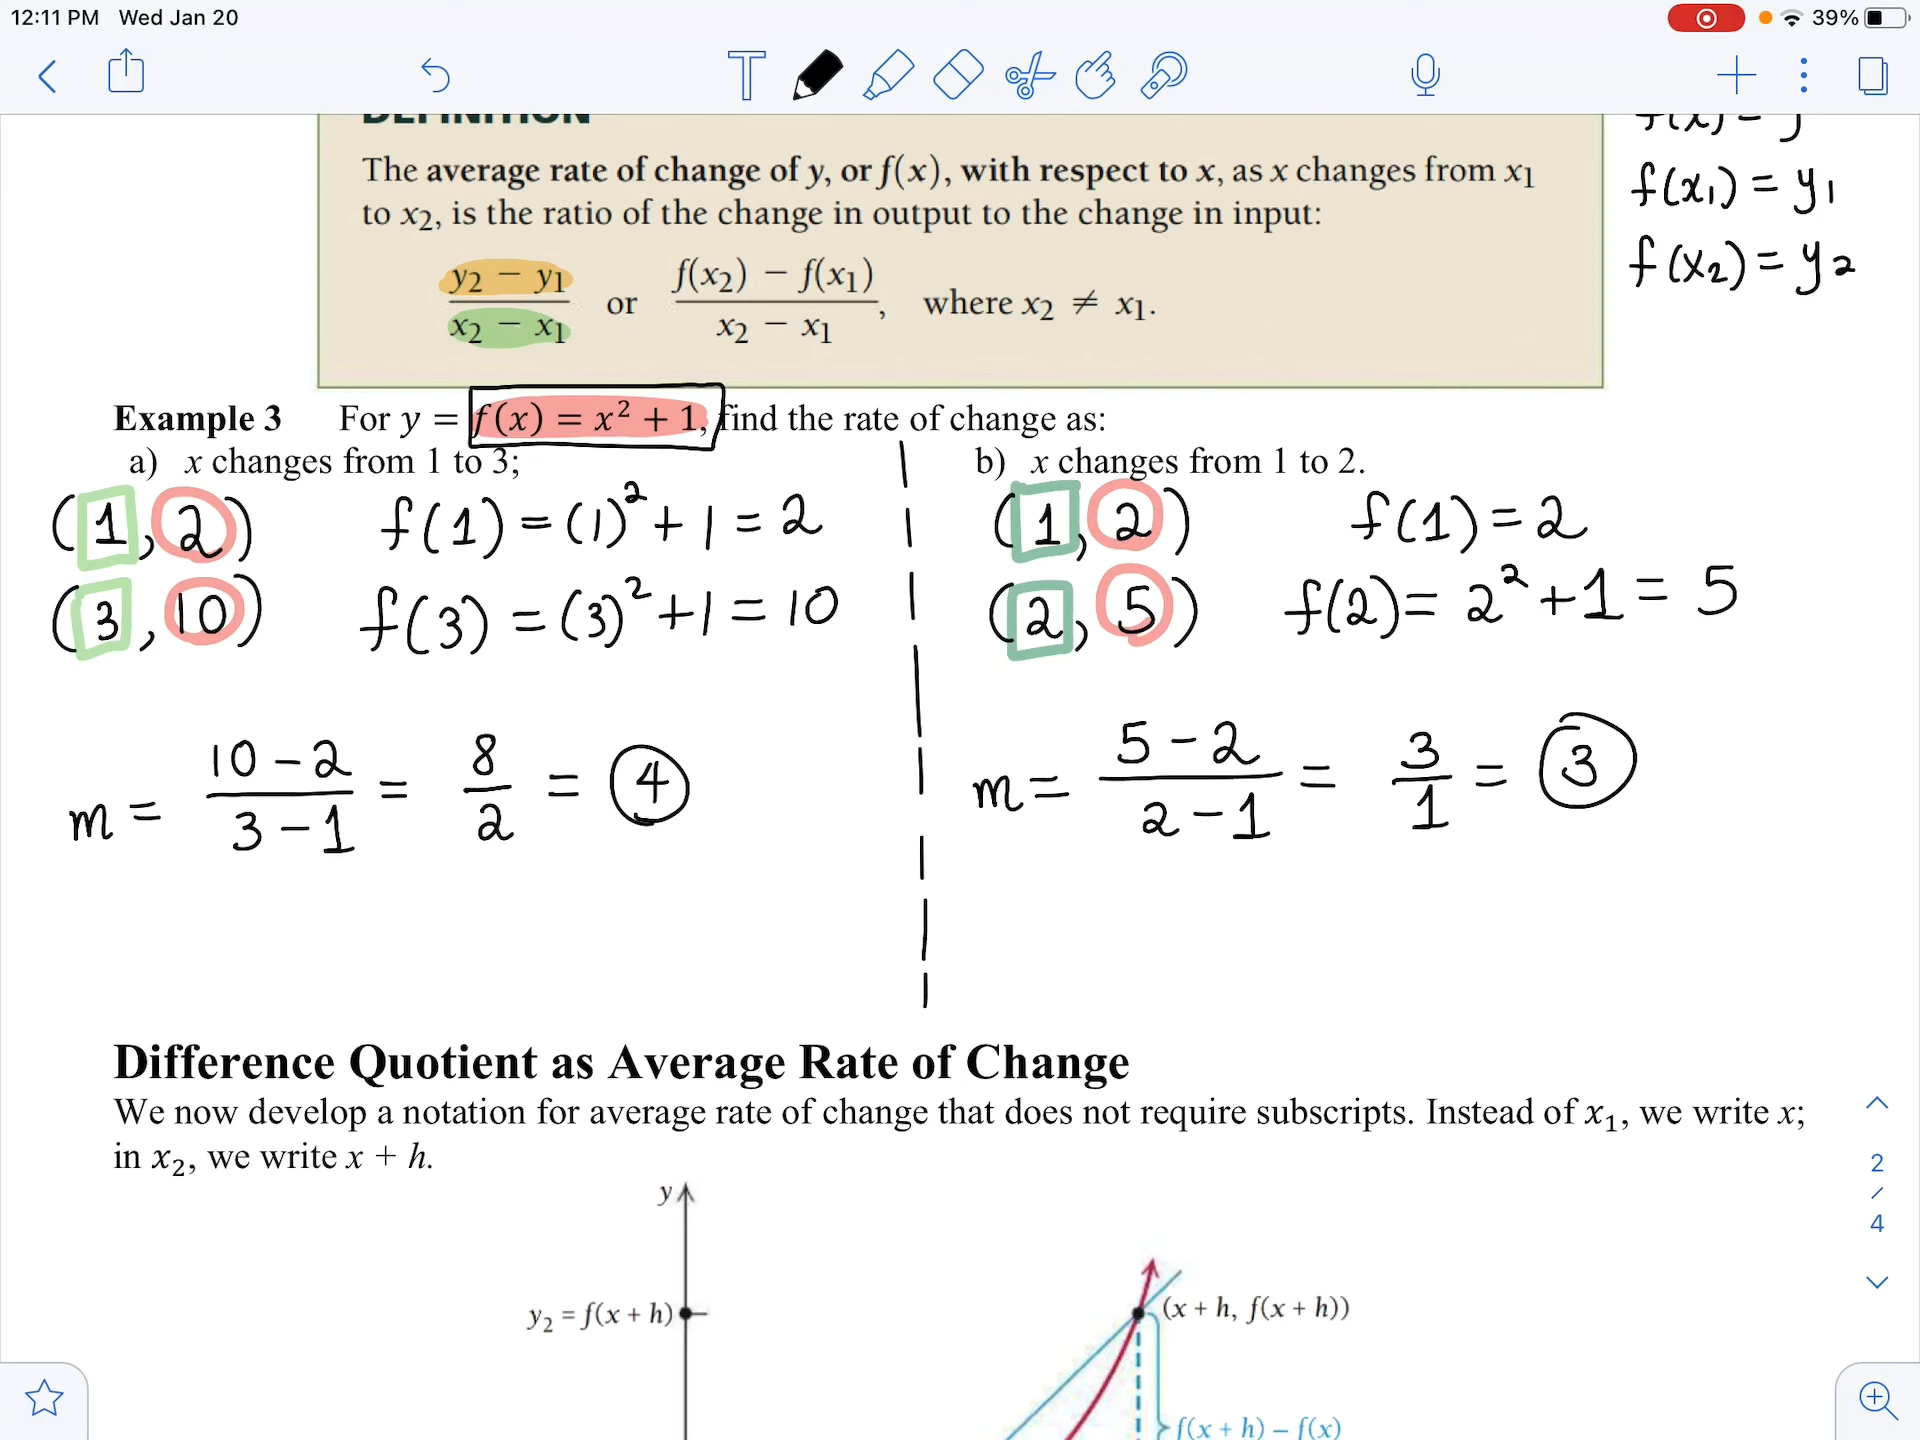 12:11 PM Wed Jan 20 39%
DEFINITION
The average rate of change of y, or f(x), with respect to x, as x changes from x₁
to x₂, is the ratio of the change in output to the change in input:
y₂ − y₁ / x₂ − x₁ or f(x₂) − f(x₁) / x₂ − x₁, where x₂ ≠ x₁.
f(x₁) = y₁
f(x₂) = y₂
Example 3 For y = f(x) = x² + 1, find the rate of change as:
a) x changes from 1 to 3;
(1, 2) f(1) = (1)² + 1 = 2
(3, 10) f(3) = (3)² + 1 = 10
m = 10 − 2 / 3 − 1 = 8 / 2 = 4
b) x changes from 1 to 2.
(1, 2) f(1) = 2
(2, 5) f(2) = 2² + 1 = 5
m = 5 − 2 / 2 − 1 = 3 / 1 = 3
Difference Quotient as Average Rate of Change
We now develop a notation for average rate of change that does not require subscripts. Instead of x₁, we write x;
in x₂, we write x + h.
y
y₂ = f(x + h)
(x + h, f(x + h))
f(x + h) − f(x)
2 / 4